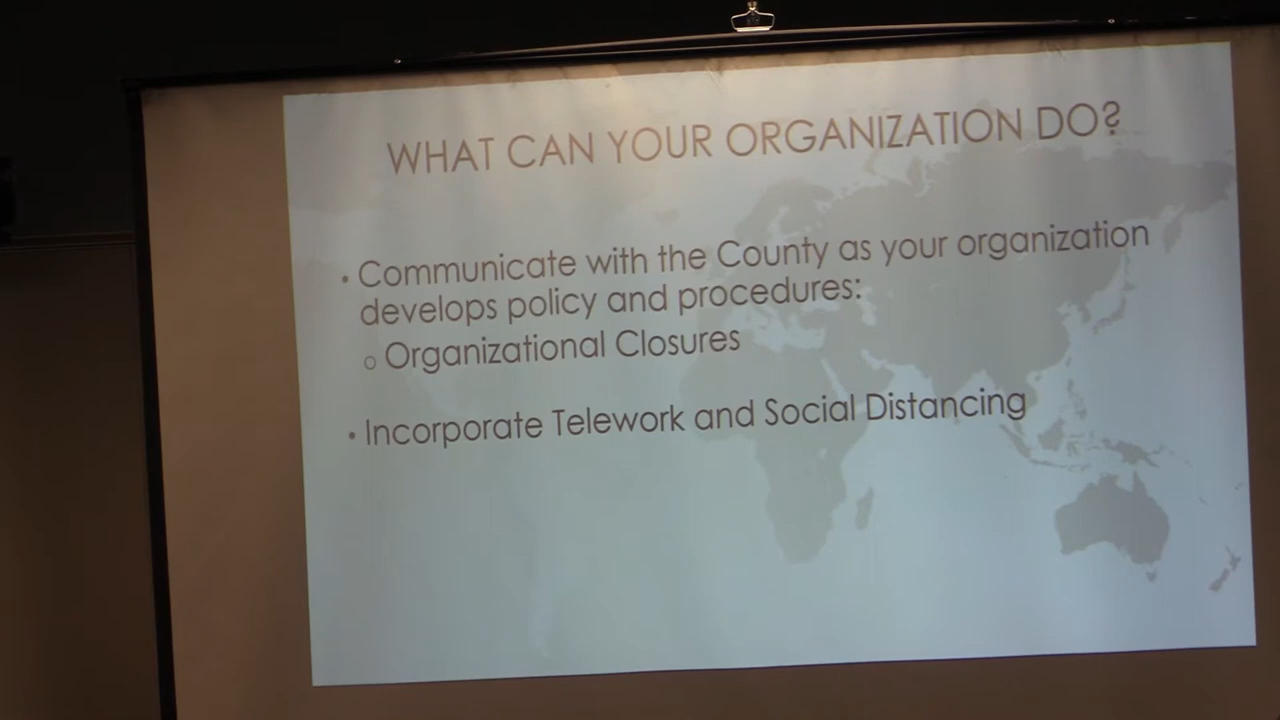 WHAT CAN YOUR ORGANIZATION DO?
• Communicate with the County as your organization
develops policy and procedures:
o Organizational Closures
• Incorporate Telework and Social Distancing